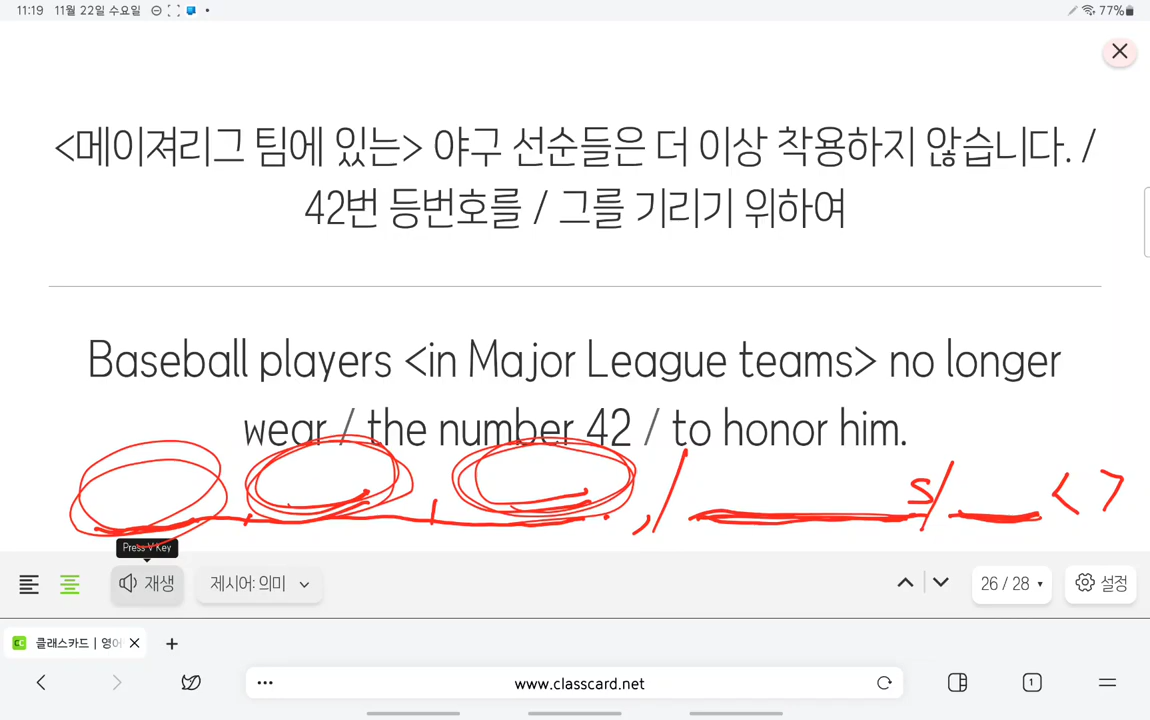 11:19 11월 22일 수요일 77%
<메이져리그 팀에 있는> 야구 선순들은 더 이상 착용하지 않습니다. /
42번 등번호를 / 그를 기리기 위하여
Baseball players <in Major League teams> no longer
wear / the number 42 / to honor him.
, / s/ < >
Press V Key
재생 제시어: 의미 26 / 28 설정
클래스카드 | 영어
www.classcard.net
1